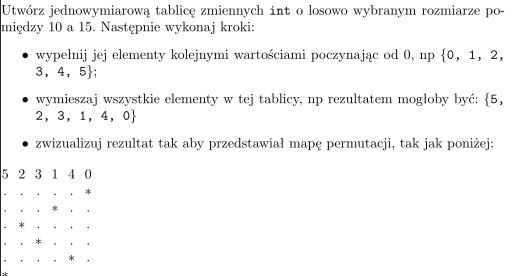 Utwórz jednowymiarową tablicę zmiennych int o losowo wybranym rozmiarze po-
między 10 a 15. Następnie wykonaj kroki:
• wypełnij jej elementy kolejnymi wartościami poczynając od 0, np {0, 1, 2,
3, 4, 5};
• wymieszaj wszystkie elementy w tej tablicy, np rezultatem mogłoby być: {5,
2, 3, 1, 4, 0}
• zwizualizuj rezultat tak aby przedstawiał mapę permutacji, tak jak poniżej:
5 2 3 1 4 0
. . . . . *
. . . * . .
. * . . . .
. . * . . .
. . . . * .
*